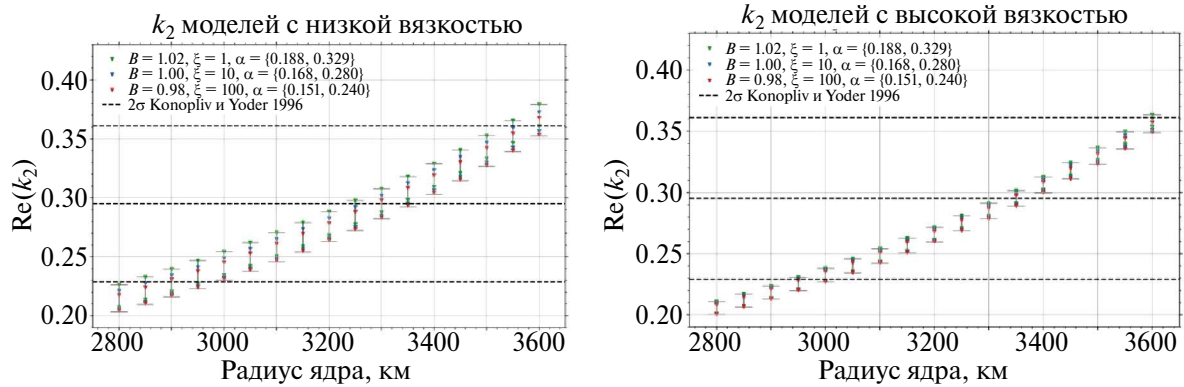 k₂ моделей с низкой вязкостью
B = 1.02, ξ = 1, α = {0.188, 0.329}
B = 1.00, ξ = 10, α = {0.168, 0.280}
B = 0.98, ξ = 100, α = {0.151, 0.240}
2σ Konopliv и Yoder 1996
Re(k₂)
0.40
0.35
0.30
0.25
0.20
2800 3000 3200 3400 3600
Радиус ядра, км
k₂ моделей с высокой вязкостью
B = 1.02, ξ = 1, α = {0.188, 0.329}
B = 1.00, ξ = 10, α = {0.168, 0.280}
B = 0.98, ξ = 100, α = {0.151, 0.240}
2σ Konopliv и Yoder 1996
Re(k₂)
0.40
0.35
0.30
0.25
0.20
2800 3000 3200 3400 3600
Радиус ядра, км